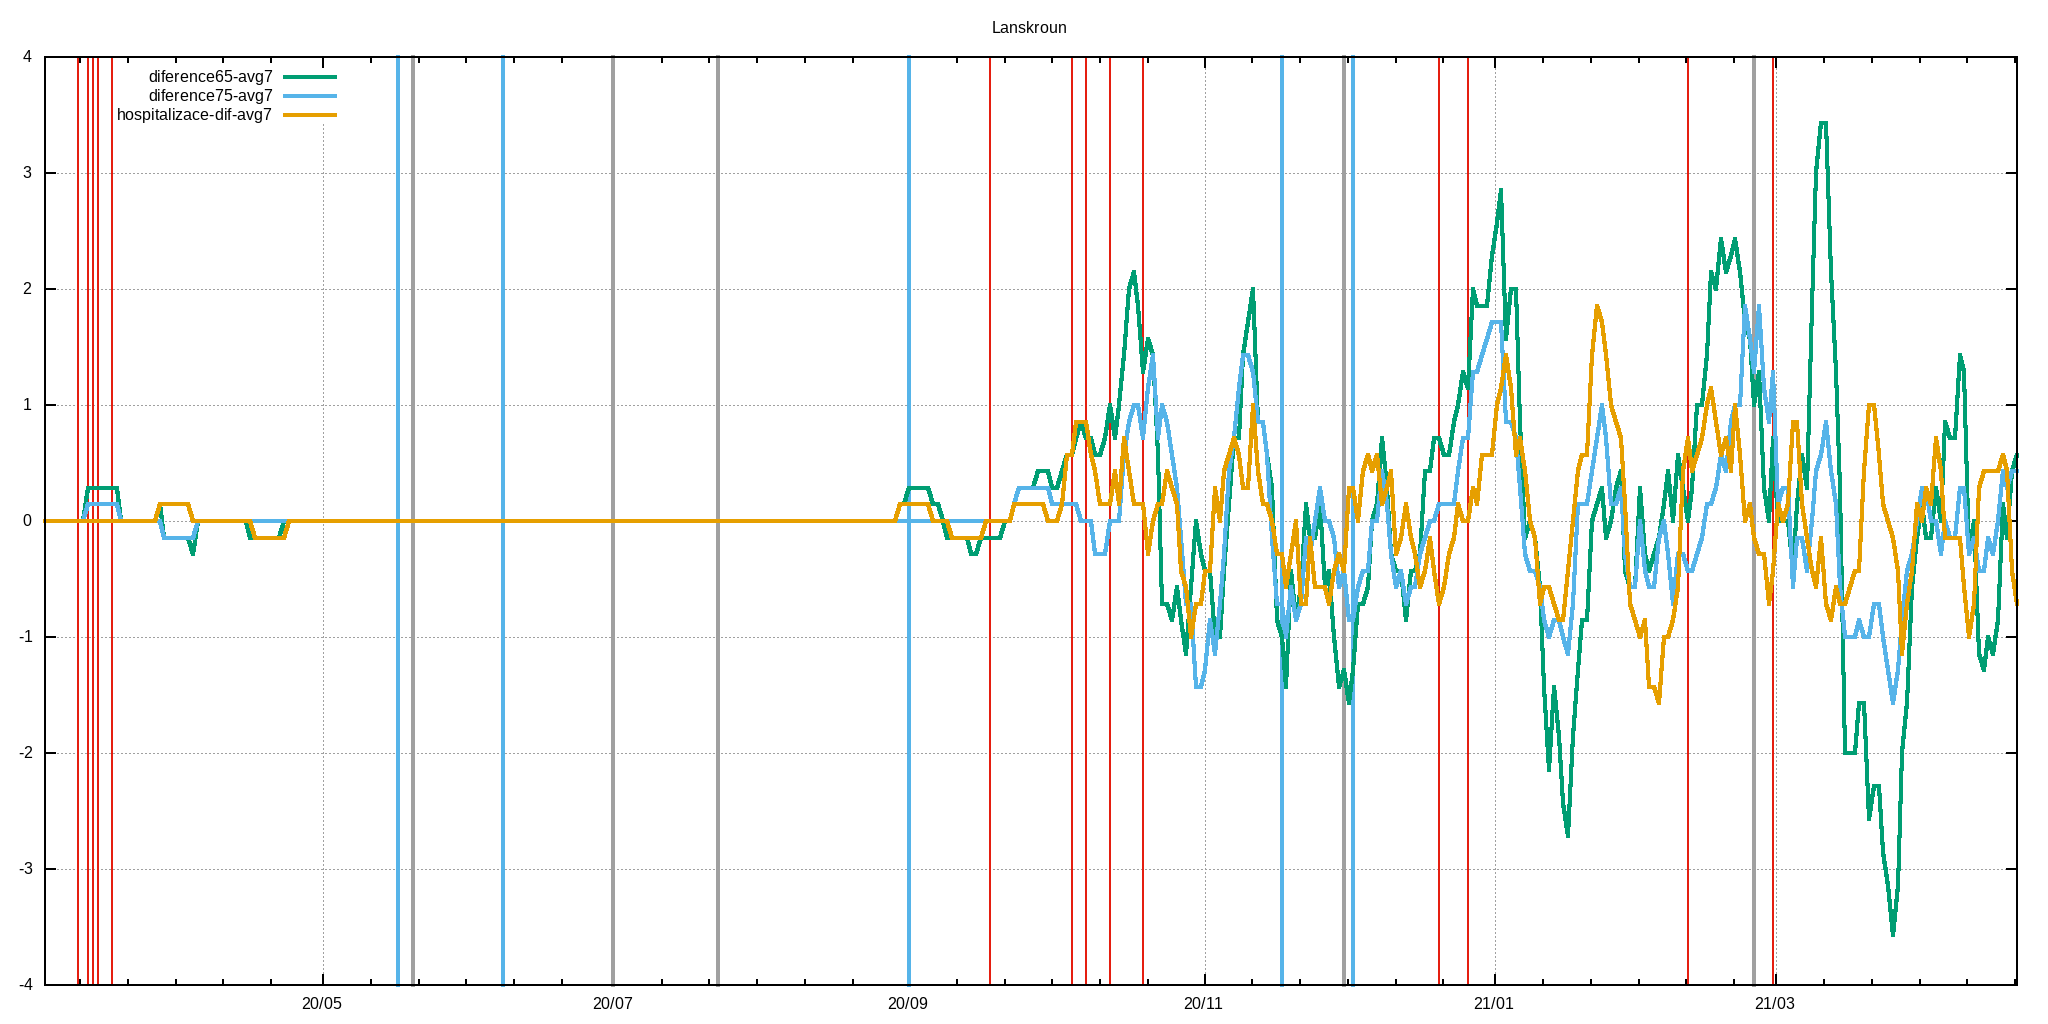 Lanskroun
diference65-avg7
diference75-avg7
hospitalizace-dif-avg7
4
3
2
1
0
-1
-2
-3
-4
20/05 20/07 20/09 20/11 21/01 21/03